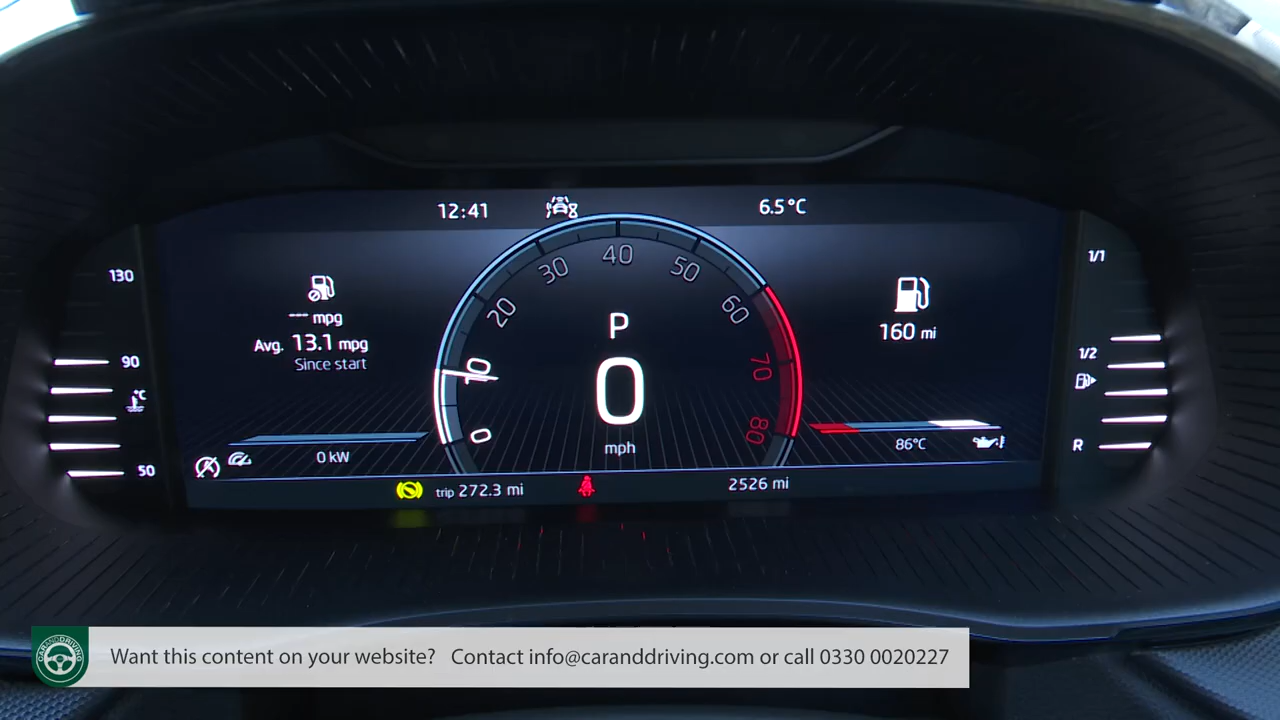 12:41
6.5°C
130
90
°C
50
--- mpg
Avg. 13.1 mpg
Since start
0 kW
0
10
20
30
40
50
60
70
80
P
0
mph
160 mi
86°C
1/1
1/2
R
trip 272.3 mi
2526 mi
CARANDDRIVING
Want this content on your website? Contact info@caranddriving.com or call 0330 0020227